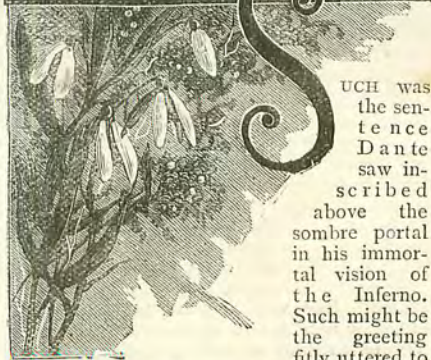 SUCH was
the sen-
tence
Dante
saw in-
scribed
above the
sombre portal
in his immor-
tal vision of
the Inferno.
Such might be
the greeting
fitly uttered to